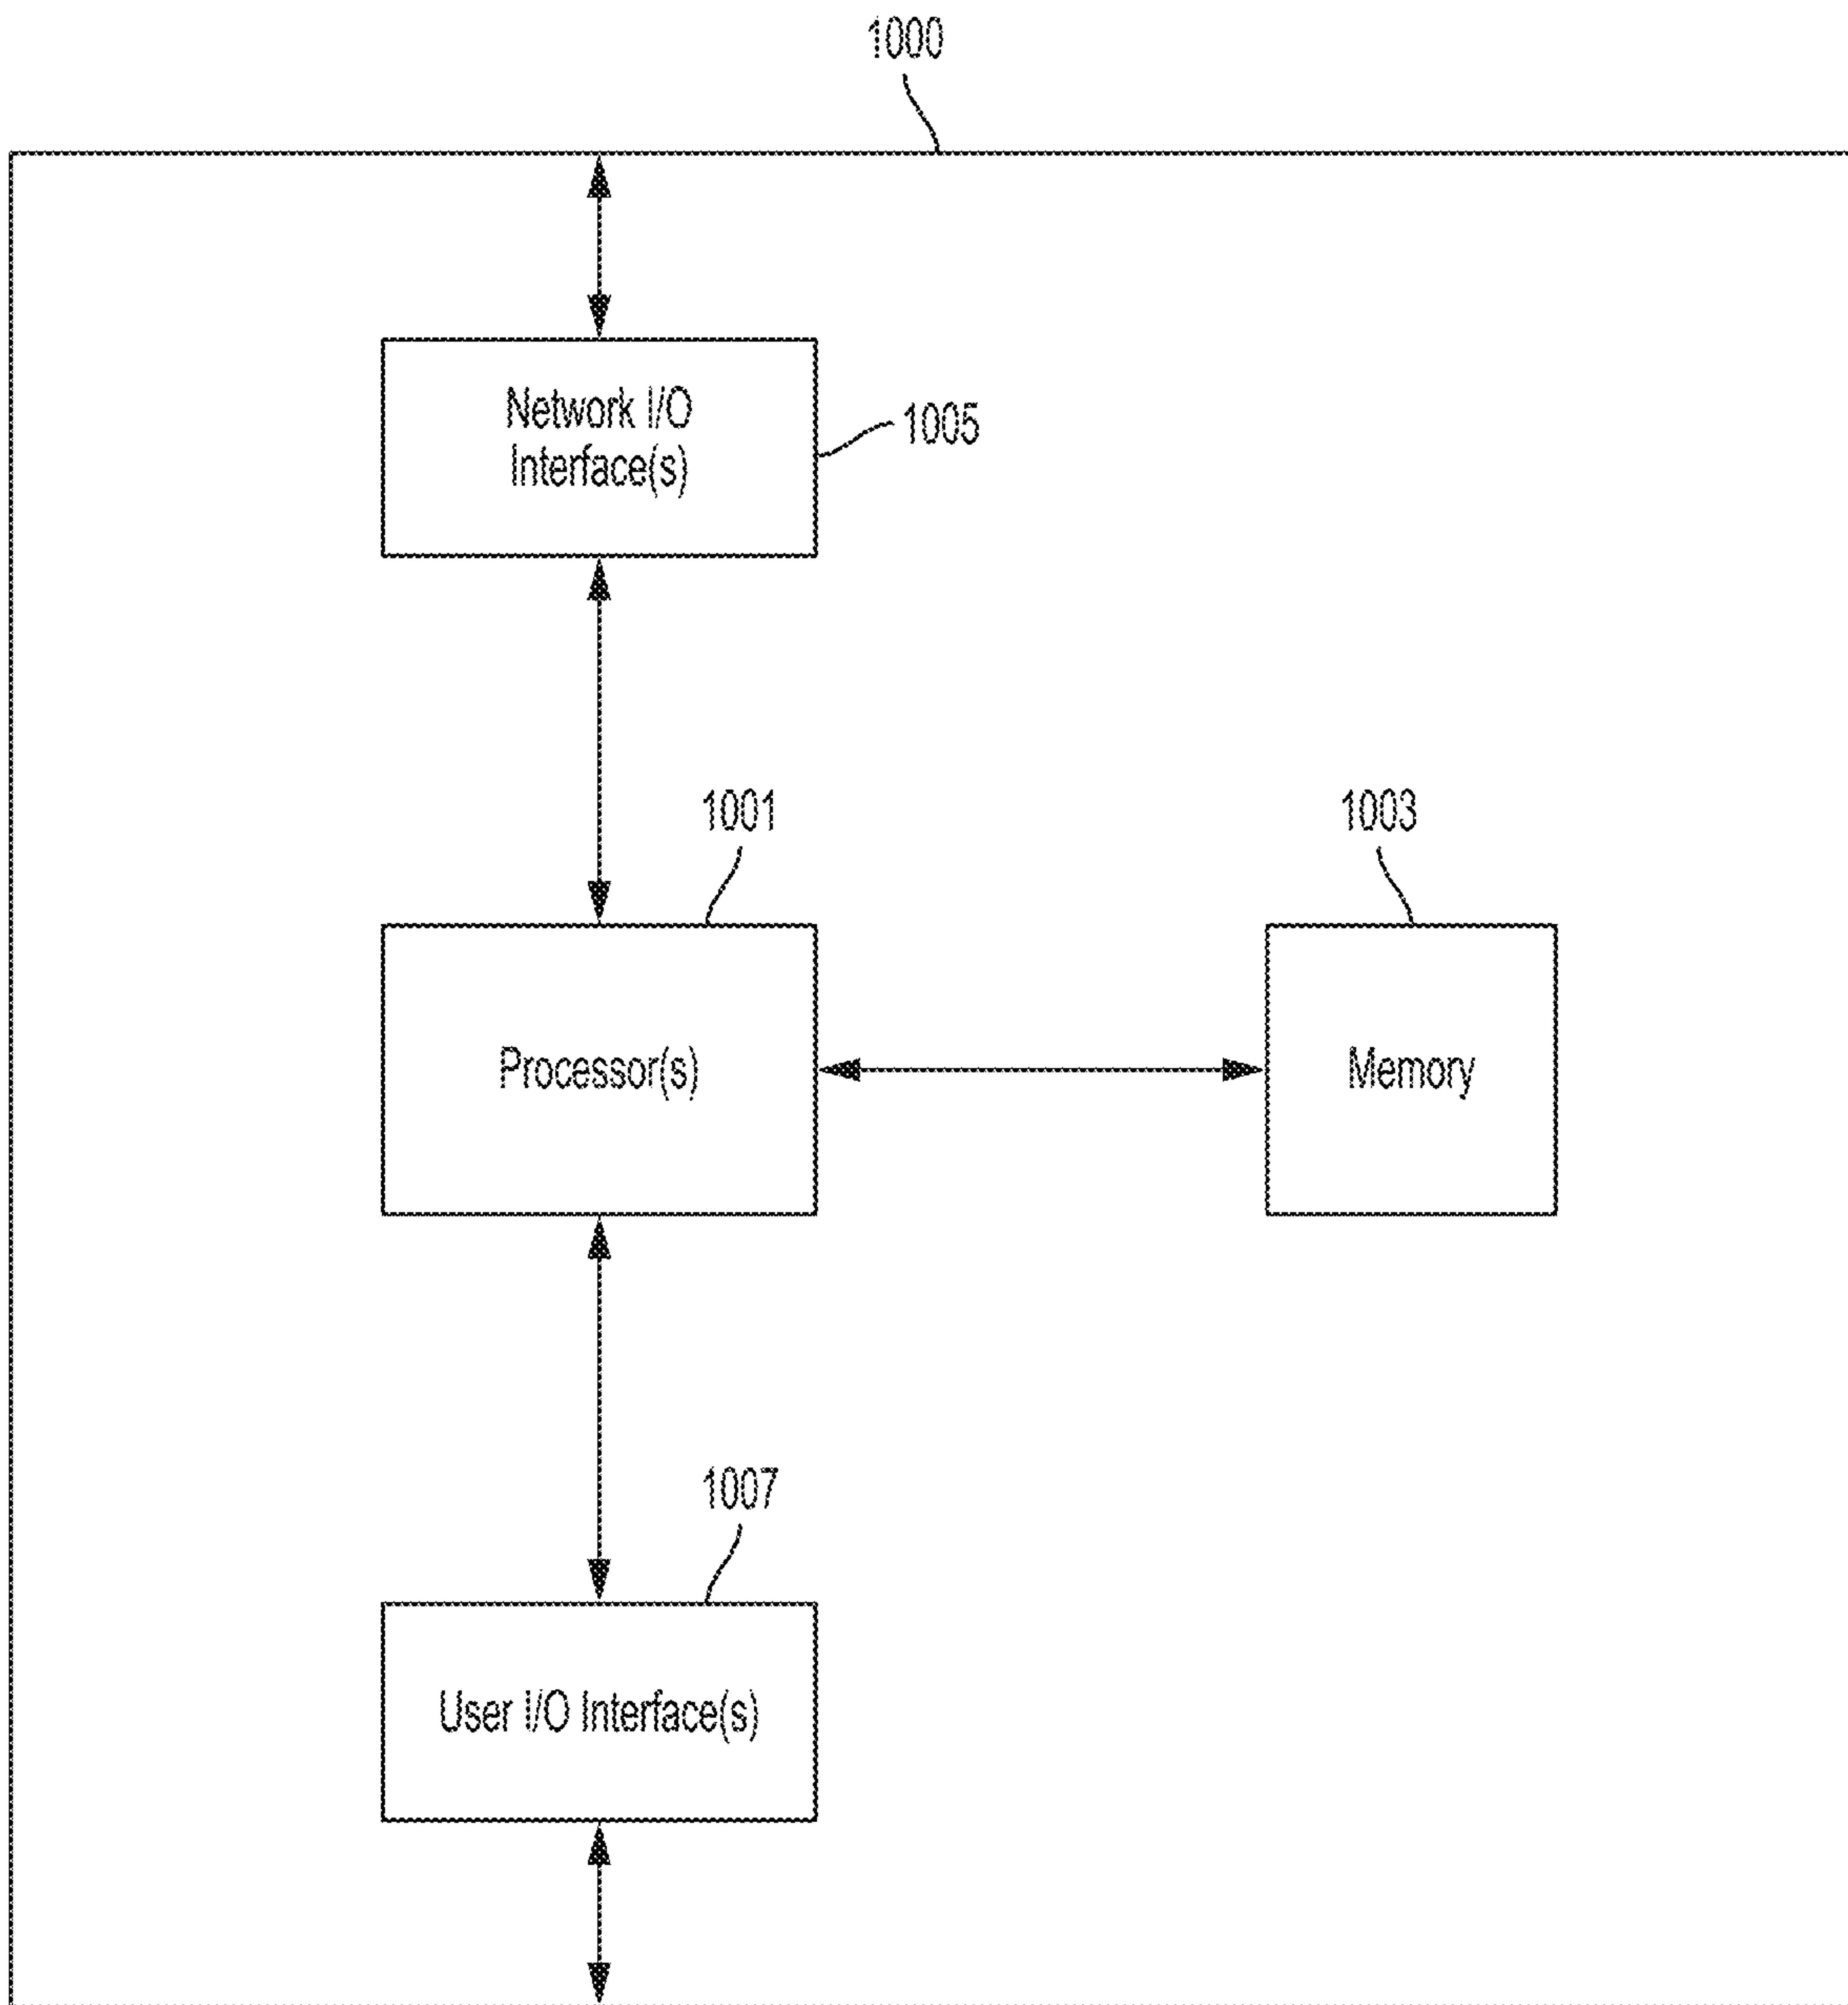 1000
Network I/O
Interface(s)
1005
1001
1003
Processor(s)
Memory
1007
User I/O Interface(s)